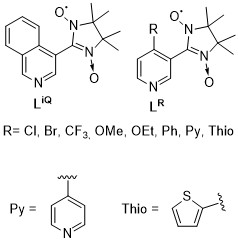 O•
N
N
N
O
L^iQ
R
O•
N
N
N
O
L^R
R= Cl, Br, CF₃, OMe, OEt, Ph, Py, Thio
Py =
N
Thio =
S